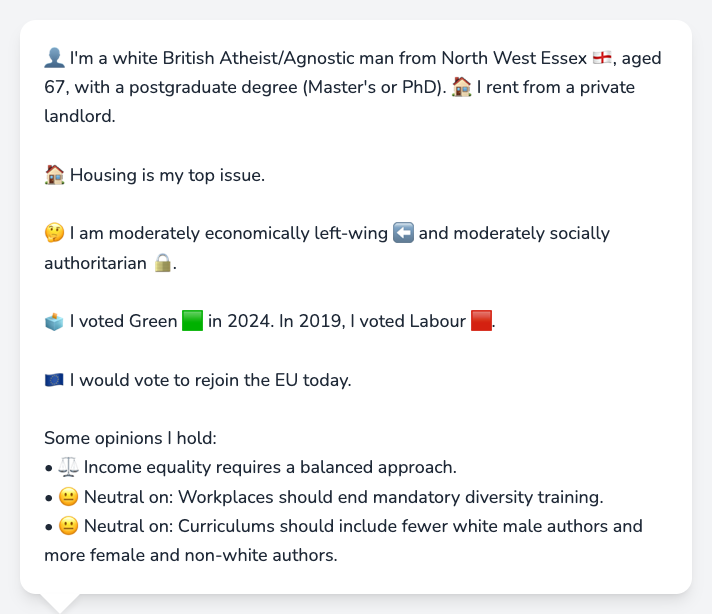 👤 I'm a white British Atheist/Agnostic man from North West Essex 🏴󠁧󠁢󠁥󠁮󠁧󠁿, aged
67, with a postgraduate degree (Master's or PhD). 🏠 I rent from a private
landlord.
🏠 Housing is my top issue.
🤔 I am moderately economically left-wing ⬅️ and moderately socially
authoritarian 🔒.
🗳️ I voted Green 🟩 in 2024. In 2019, I voted Labour 🟥.
🇪🇺 I would vote to rejoin the EU today.
Some opinions I hold:
• ⚖️ Income equality requires a balanced approach.
• 😐 Neutral on: Workplaces should end mandatory diversity training.
• 😐 Neutral on: Curriculums should include fewer white male authors and
more female and non-white authors.